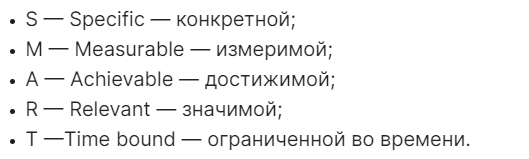 • S — Specific — конкретной;
• M — Measurable — измеримой;
• A — Achievable — достижимой;
• R — Relevant — значимой;
• T —Time bound — ограниченной во времени.